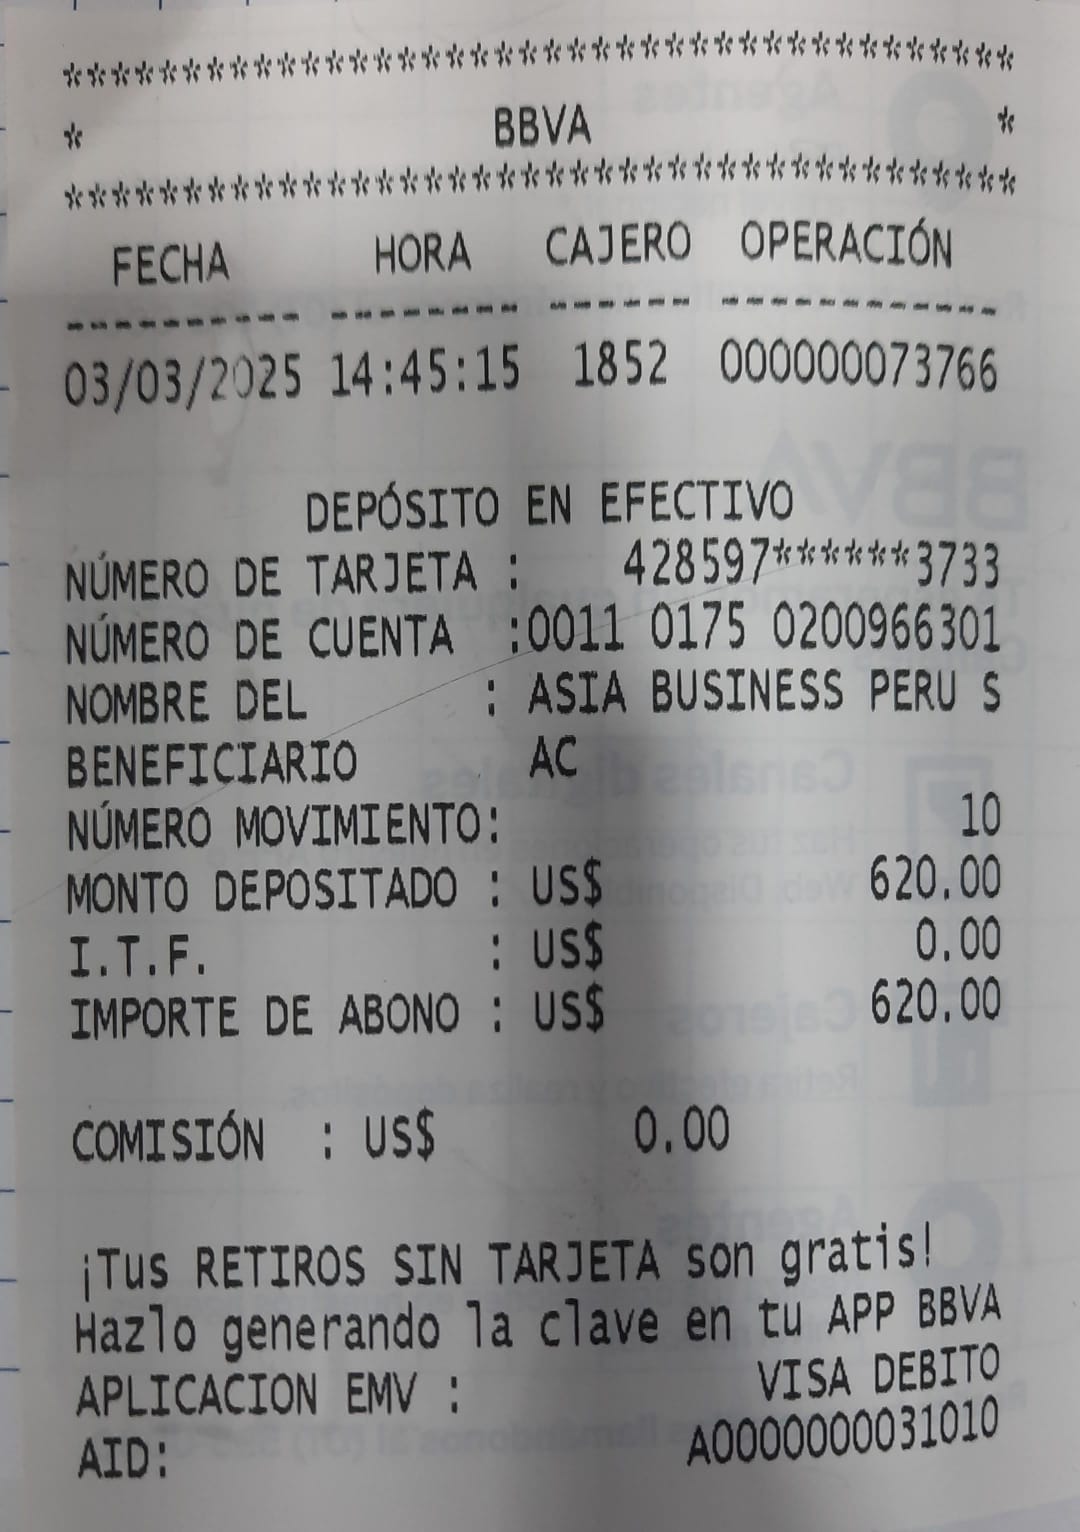 ***************************************
* BBVA *
***************************************
FECHA HORA CAJERO OPERACIÓN
---------- -------- ------ ------------
03/03/2025 14:45:15 1852 000000073766
DEPÓSITO EN EFECTIVO
NÚMERO DE TARJETA : 428597******3733
NÚMERO DE CUENTA :0011 0175 0200966301
NOMBRE DEL : ASIA BUSINESS PERU S
BENEFICIARIO AC
NÚMERO MOVIMIENTO: 10
MONTO DEPOSITADO : US$ 620.00
I.T.F. : US$ 0.00
IMPORTE DE ABONO : US$ 620.00
COMISIÓN : US$ 0.00
¡Tus RETIROS SIN TARJETA son gratis!
Hazlo generando la clave en tu APP BBVA
APLICACION EMV : VISA DEBITO
AID: A0000000031010